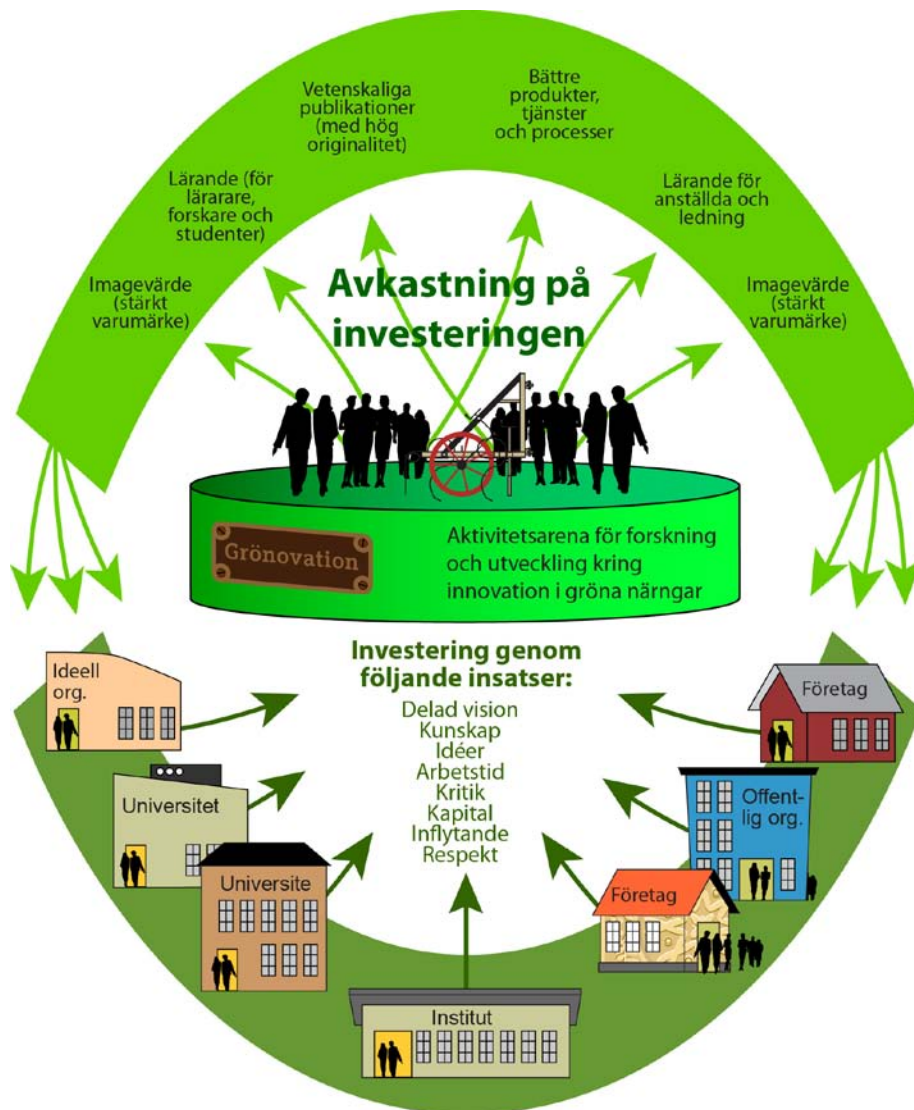 Vetenskaliga
publikationer
(med hög
originalitet)
Bättre
produkter,
tjänster
och processer
Lärande (för
lärarare,
forskare och
studenter)
Lärande för
anställda och
ledning
Imagevärde
(stärkt
varumärke)
Imagevärde
(stärkt
varumärke)
Avkastning på
investeringen
Grönovation
Aktivitetsarena för forskning
och utveckling kring
innovation i gröna närngar
Investering genom
följande insatser:
Delad vision
Kunskap
Idéer
Arbetstid
Kritik
Kapital
Inflytande
Respekt
Ideell
org.
Universitet
Universite
Institut
Företag
Offent-
lig org.
Företag